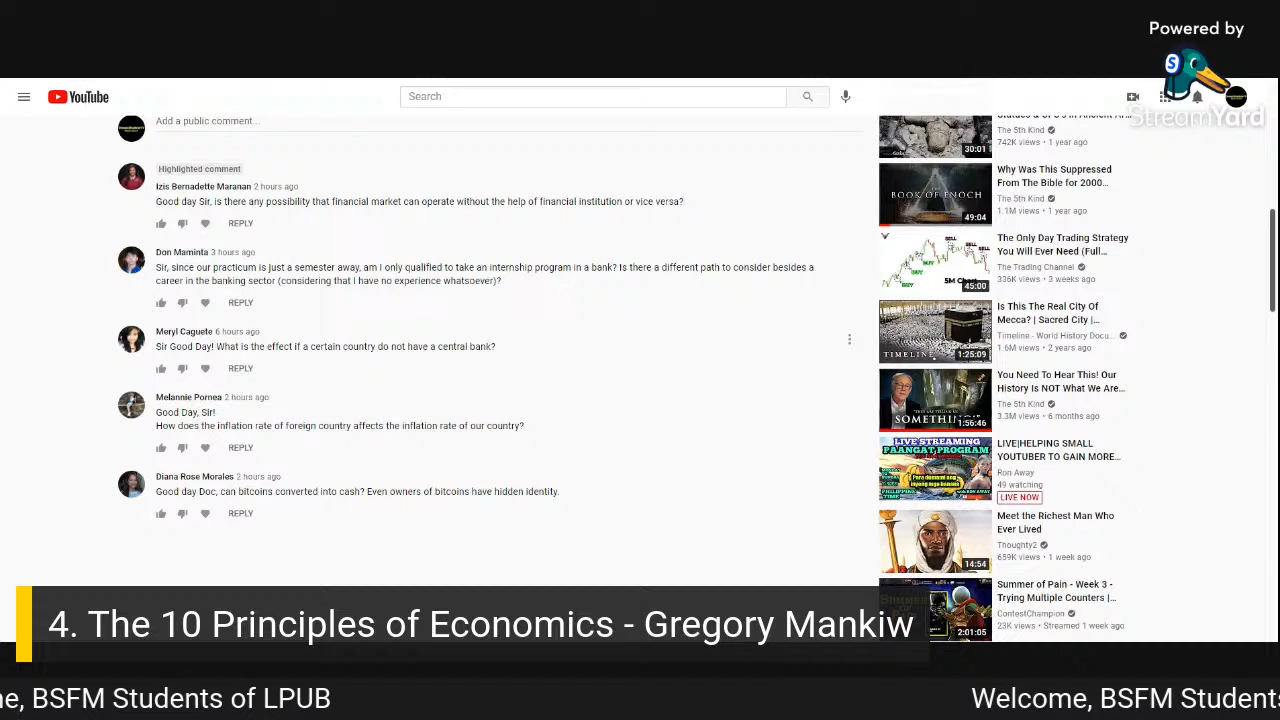 Powered by
StreamYard
YouTube
Search
Add a public comment...
Highlighted comment
Izis Bernadette Maranan 2 hours ago
Good day Sir, is there any possibility that financial market can operate without the help of financial institution or vice versa?
REPLY
Don Maminta 3 hours ago
Sir, since our practicum is just a semester away, am I only qualified to take an internship program in a bank? Is there a different path to consider besides a
career in the banking sector (considering that I have no experience whatsoever)?
REPLY
Meryl Caguete 6 hours ago
Sir Good Day! What is the effect if a certain country do not have a central bank?
REPLY
Melannie Pornea 2 hours ago
Good Day, Sir!
How does the inflation rate of foreign country affects the inflation rate of our country?
REPLY
Diana Rose Morales 2 hours ago
Good day Doc, can bitcoins converted into cash? Even owners of bitcoins have hidden identity.
REPLY
30:01
The 5th Kind
742K views • 1 year ago
THE BOOK OF ENOCH
49:04
Why Was This Suppressed
From The Bible for 2000...
The 5th Kind
1.1M views • 1 year ago
SELL
SELL
SELL
BUY
BUY
BUY
5M
45:00
The Only Day Trading Strategy
You Will Ever Need (Full...
The Trading Channel
336K views • 3 weeks ago
TIMELINE
1:25:09
Is This The Real City Of
Mecca? | Sacred City |...
Timeline - World History Docu...
1.6M views • 2 years ago
SOMETHING"
1:56:46
You Need To Hear This! Our
History Is NOT What We Are...
The 5th Kind
3.3M views • 6 months ago
LIVE STREAMING
PAANGAT PROGRAM
LIVE|HELPING SMALL
YOUTUBER TO GAIN MORE...
Ron Away
49 watching
LIVE NOW
14:54
Meet the Richest Man Who
Ever Lived
Thoughty2
659K views • 1 week ago
2:01:05
Summer of Pain - Week 3 -
Trying Multiple Counters |...
ContestChampion
23K views • Streamed 1 week ago
4. The 10 Principles of Economics - Gregory Mankiw
ne, BSFM Students of LPUB
Welcome, BSFM Students